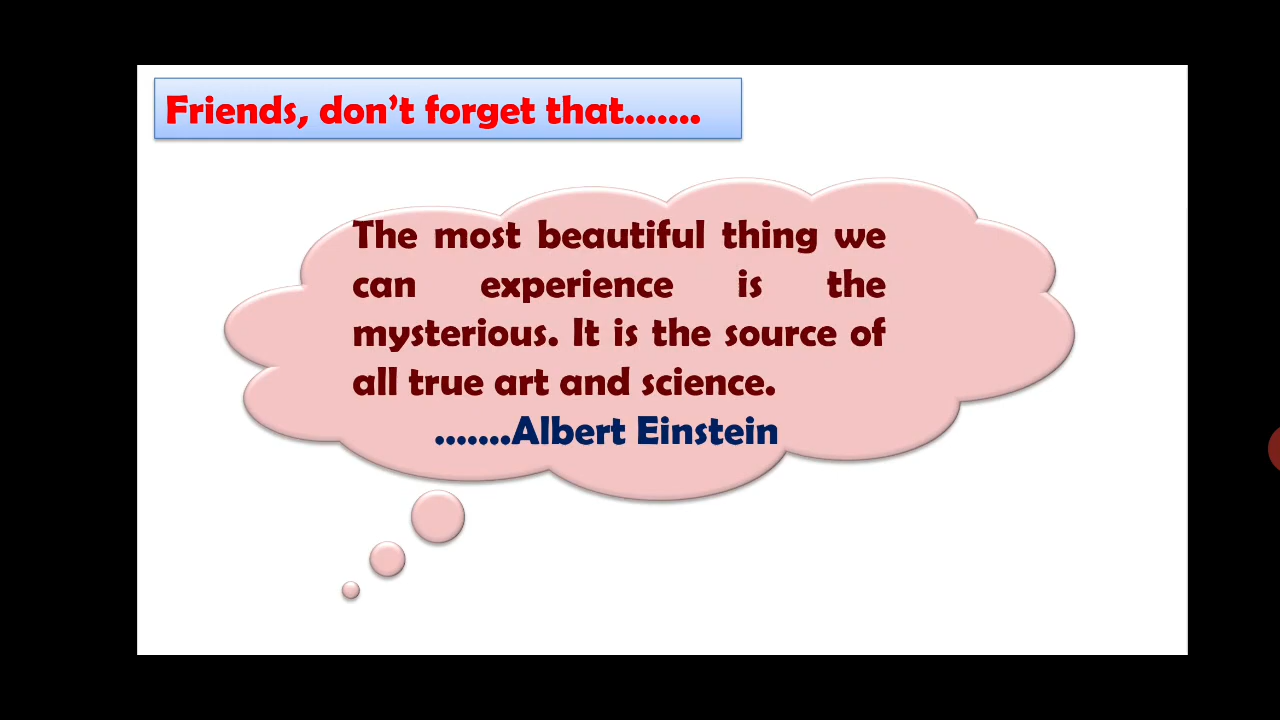 Friends, don’t forget that.......
The most beautiful thing we
can experience is the
mysterious. It is the source of
all true art and science.
.......Albert Einstein